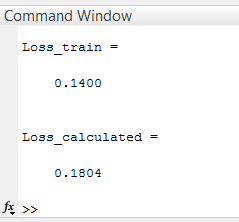 Command Window
Loss_train =
0.1400
Loss_calculated =
0.1804
fx >>